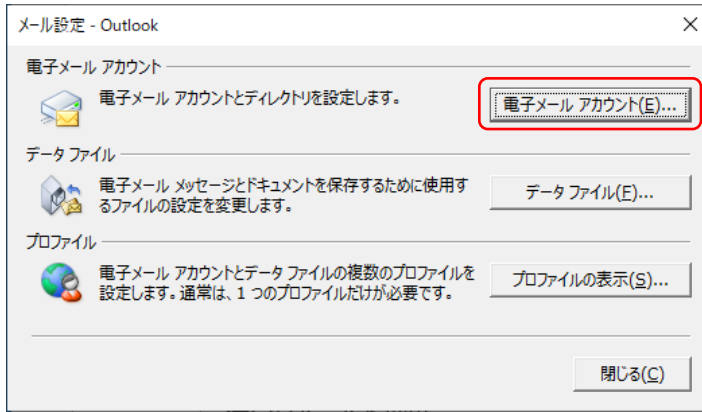 メール設定 - Outlook
電子メール アカウント
電子メール アカウントとディレクトリを設定します。
電子メール アカウント(E)...
データ ファイル
電子メール メッセージとドキュメントを保存するために使用す
るファイルの設定を変更します。
データ ファイル(F)...
プロファイル
電子メール アカウントとデータ ファイルの複数のプロファイルを
設定します。通常は、1 つのプロファイルだけが必要です。
プロファイルの表示(S)...
閉じる(C)